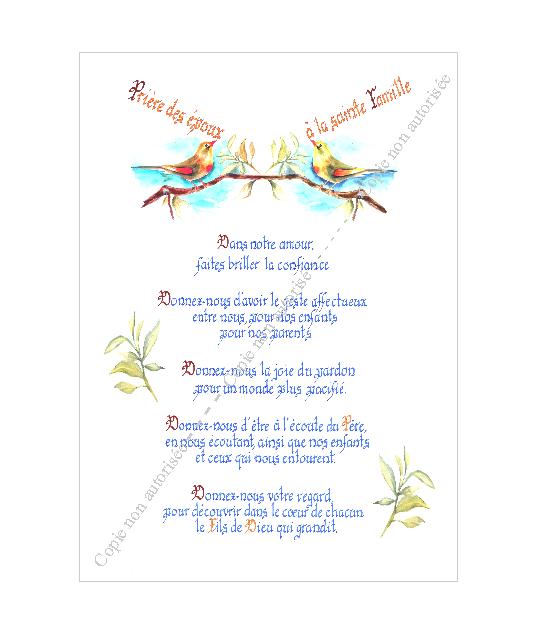 Prière des époux
à la sainte Famille
Dans notre amour,
faites briller la confiance
Donnez-nous d'avoir le geste affectueux
entre nous, pour nos enfants
pour nos parents
Donnez-nous la joie du pardon
pour un monde plus pacifié.
Donnez-nous d'être à l'écoute du Père,
en nous écoutant, ainsi que nos enfants
et ceux qui nous entourent.
Donnez-nous votre regard
pour découvrir dans le cœur de chacun
le Fils de Dieu qui grandit.
Copie non autorisée ---- Copie non autorisée ---- Copie non autorisée